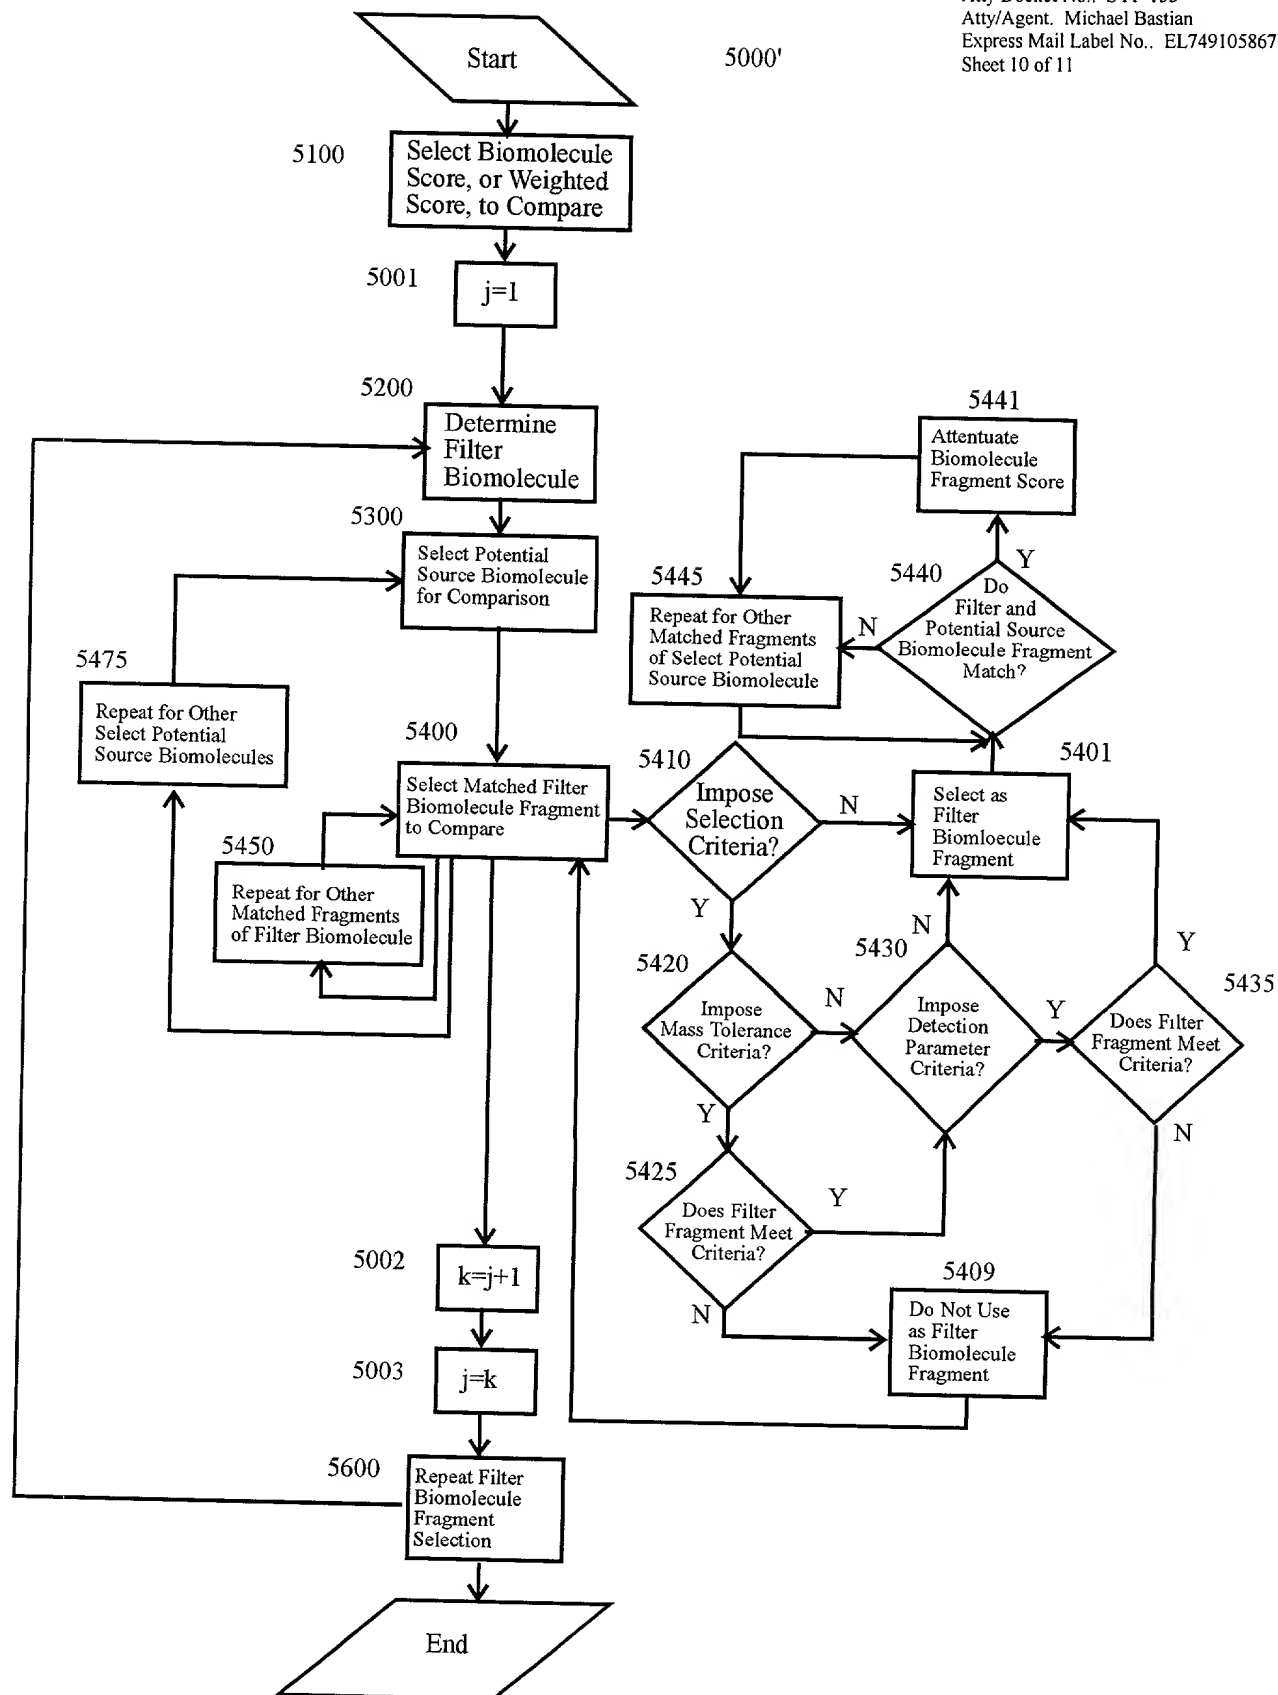 Atty/Agent. Michael Bastian
Express Mail Label No.. EL749105867
Sheet 10 of 11
Start
5000'
5100
Select Biomolecule
Score, or Weighted
Score, to Compare
5001
j=1
5200
Determine
Filter
Biomolecule
5300
Select Potential
Source Biomolecule
for Comparison
5475
Repeat for Other
Select Potential
Source Biomolecules
5400
Select Matched Filter
Biomolecule Fragment
to Compare
5450
Repeat for Other
Matched Fragments
of Filter Biomolecule
5441
Attentuate
Biomolecule
Fragment Score
Y
5440
Do
Filter and
Potential Source
Biomolecule Fragment
Match?
N
5445
Repeat for Other
Matched Fragments
of Select Potential
Source Biomolecule
5410
Impose
Selection
Criteria?
N
Y
5401
Select as
Filter
Biomloecule
Fragment
5420
Impose
Mass Tolerance
Criteria?
N
Y
N
5430
Impose
Detection
Parameter
Criteria?
Y
Y
5435
Does Filter
Fragment Meet
Criteria?
N
5425
Does Filter
Fragment Meet
Criteria?
Y
N
5409
Do Not Use
as Filter
Biomolecule
Fragment
5002
k=j+1
5003
j=k
5600
Repeat Filter
Biomolecule
Fragment
Selection
End